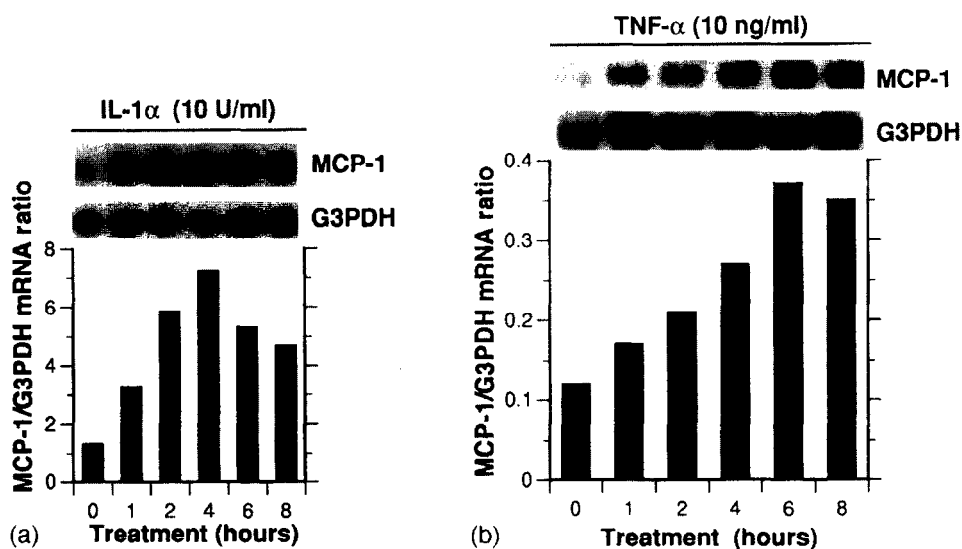 IL-1α (10 U/ml)
MCP-1
G3PDH
MCP-1/G3PDH mRNA ratio
8
6
4
2
0
0 1 2 4 6 8
Treatment (hours)
(a)
TNF-α (10 ng/ml)
MCP-1
G3PDH
MCP-1/G3PDH mRNA ratio
0.4
0.3
0.2
0.1
0
0 1 2 4 6 8
Treatment (hours)
(b)